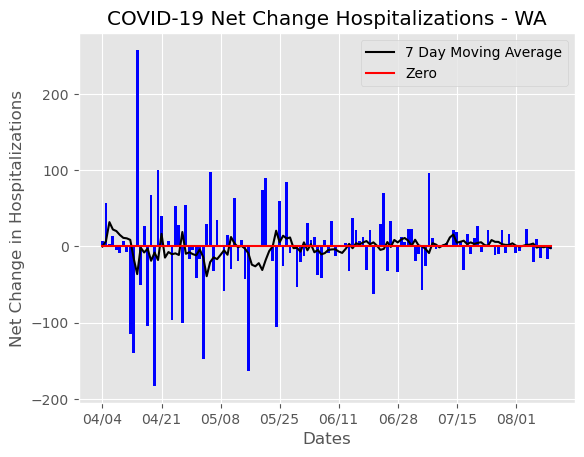 COVID-19 Net Change Hospitalizations - WA
7 Day Moving Average
Zero
Net Change in Hospitalizations
200
100
0
−100
−200
04/04 04/21 05/08 05/25 06/11 06/28 07/15 08/01
Dates